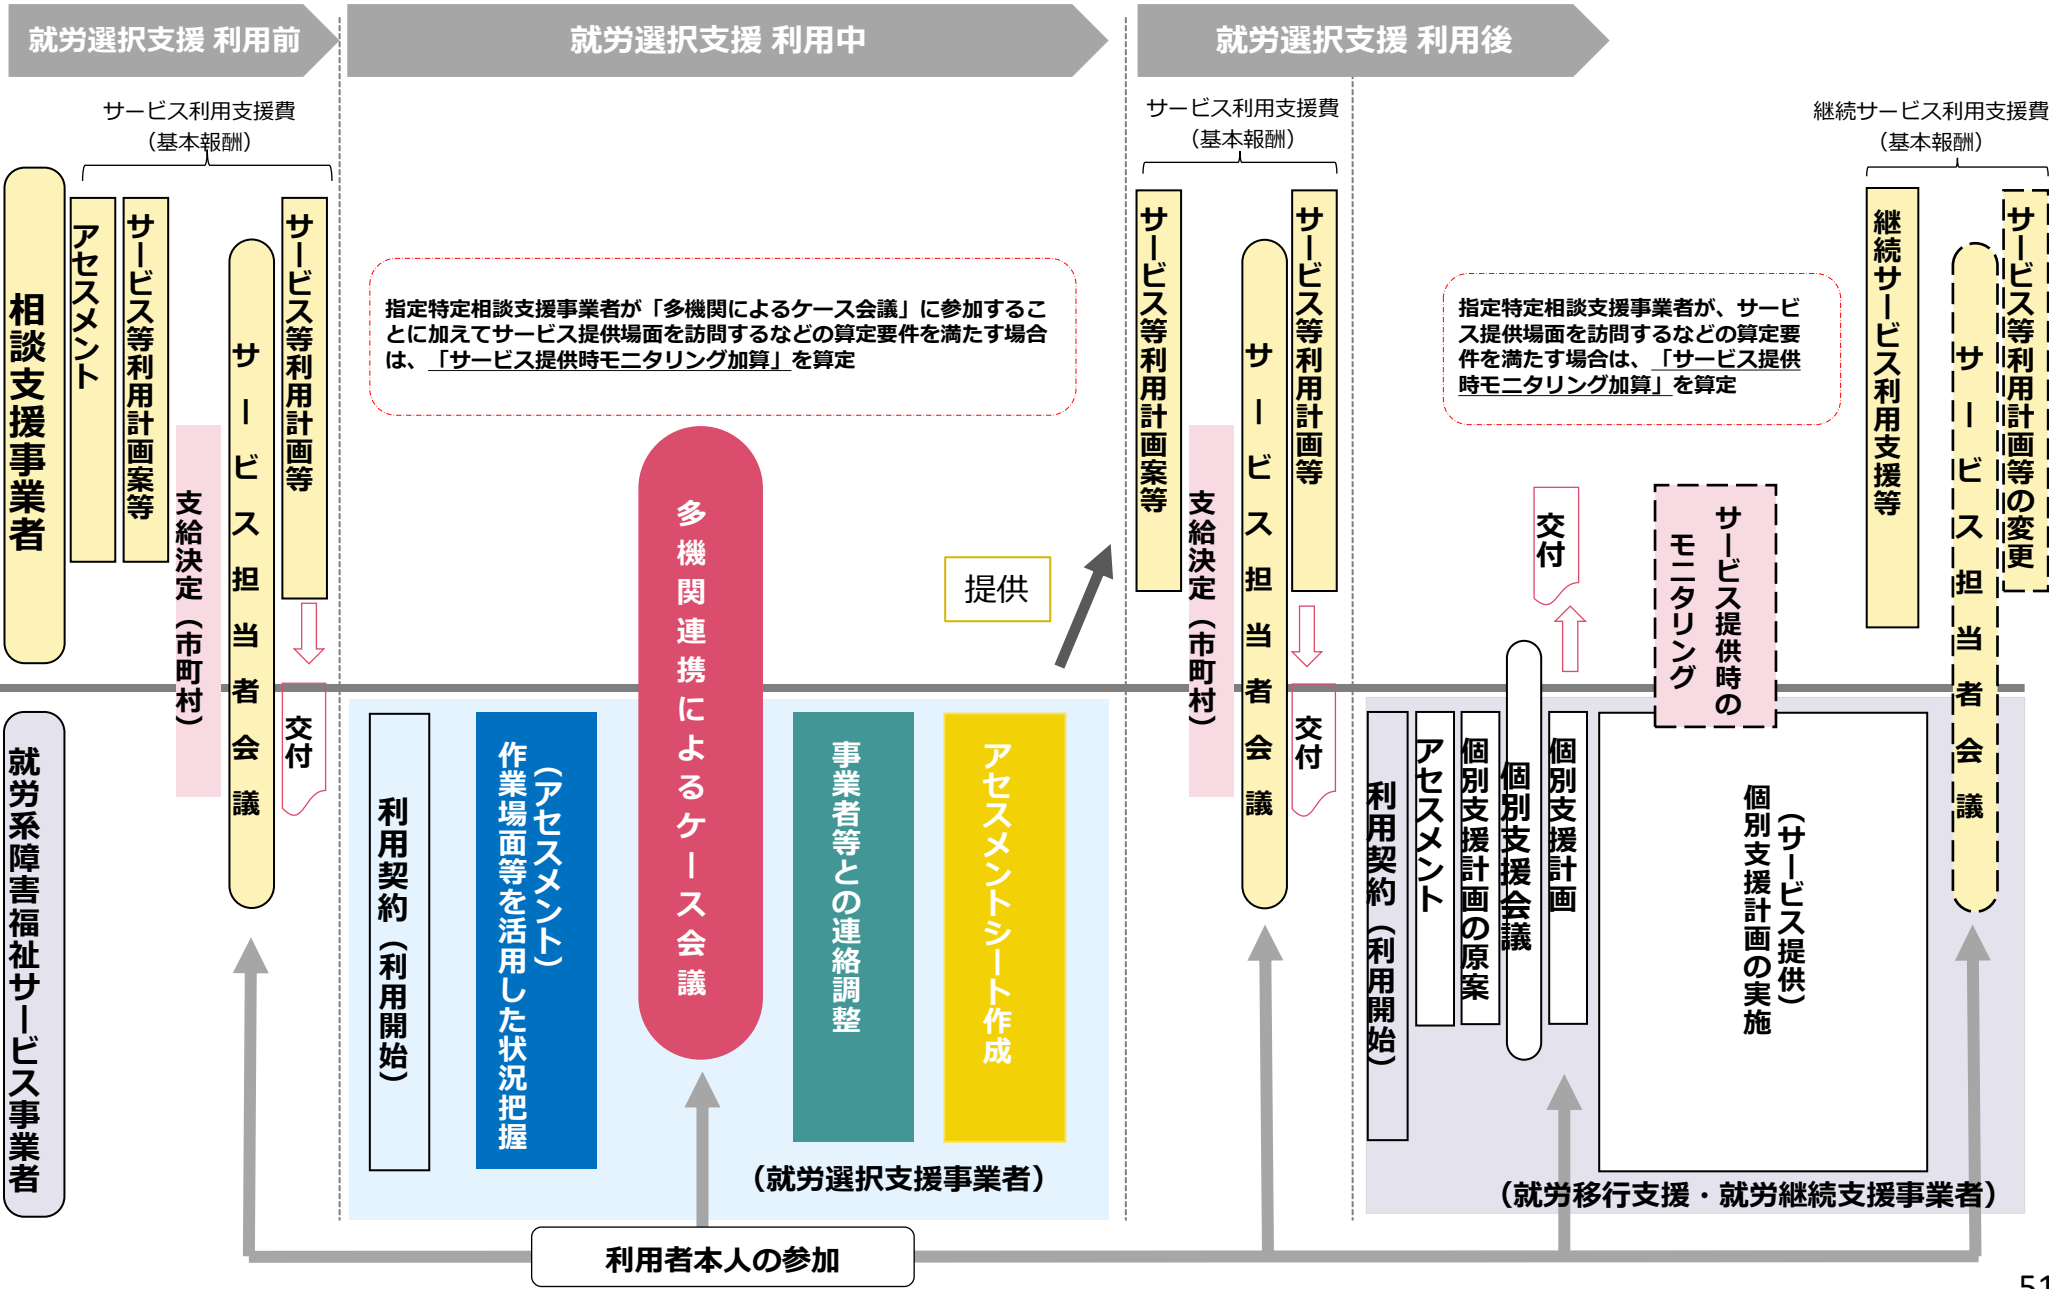 就労選択支援 利用前
就労選択支援 利用中
就労選択支援 利用後
サービス利用支援費
（基本報酬）
サービス利用支援費
（基本報酬）
継続サービス利用支援費
（基本報酬）
相談支援事業者
アセスメント
サービス等利用計画案等
支給決定（市町村）
サービス担当者会議
サービス等利用計画等
交付
指定特定相談支援事業者が「多機関によるケース会議」に参加するこ
とに加えてサービス提供場面を訪問するなどの算定要件を満たす場合
は、「サービス提供時モニタリング加算」を算定
多機関連携によるケース会議
提供
サービス等利用計画案等
支給決定（市町村）
サービス担当者会議
サービス等利用計画等
交付
指定特定相談支援事業者が、サービ
ス提供場面を訪問するなどの算定要
件を満たす場合は、「サービス提供
時モニタリング加算」を算定
交付
サービス提供時の
モニタリング
継続サービス利用支援等
サービス担当者会議
サービス等利用計画等の変更
就労系障害福祉サービス事業者
利用契約（利用開始）
（アセスメント）
作業場面等を活用した状況把握
事業者等との連絡調整
アセスメントシート作成
（就労選択支援事業者）
利用契約（利用開始）
アセスメント
個別支援計画の原案
個別支援会議
個別支援計画
（サービス提供）
個別支援計画の実施
（就労移行支援・就労継続支援事業者）
利用者本人の参加
51